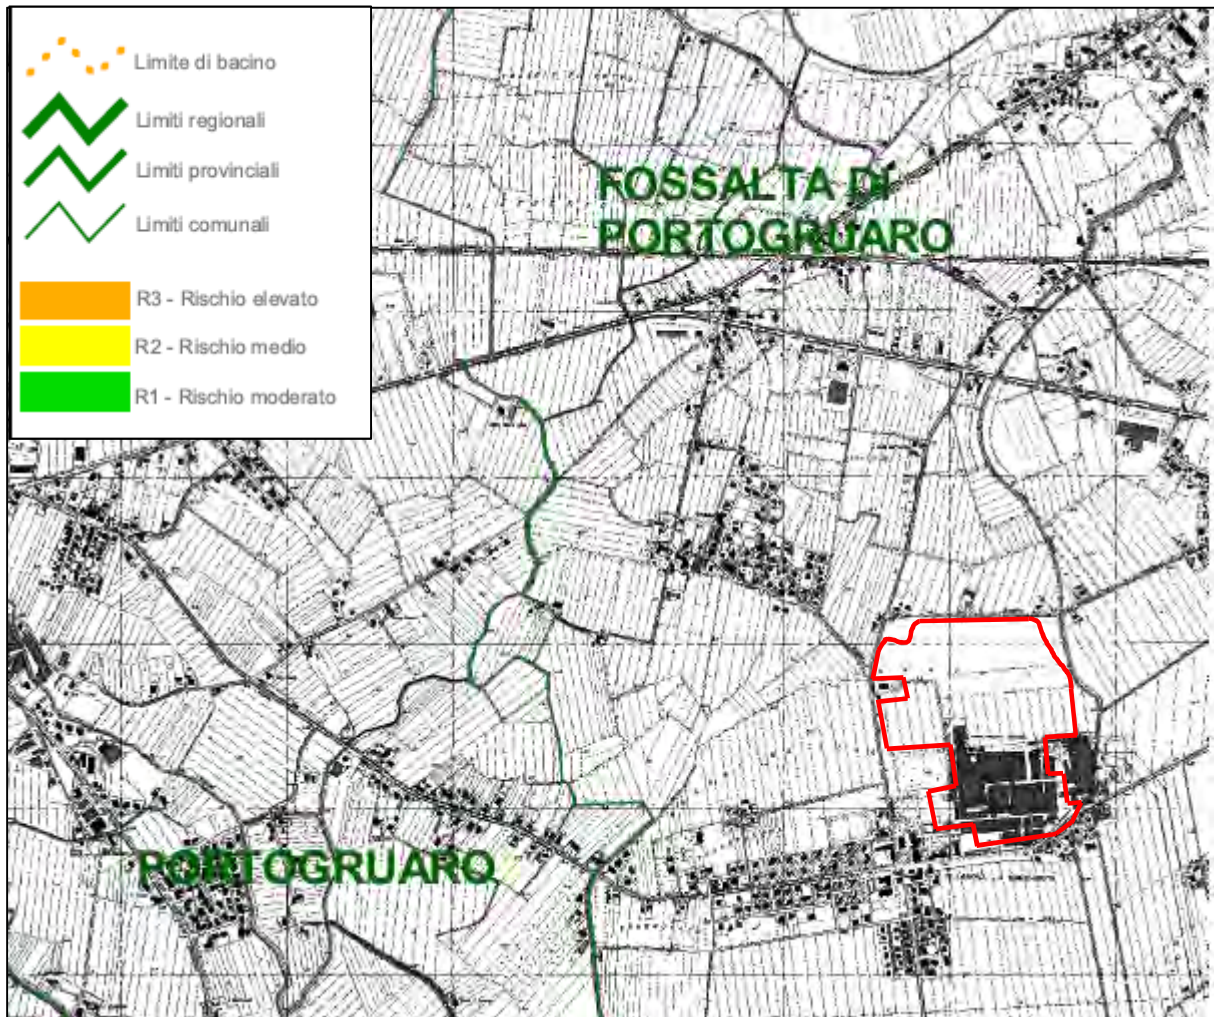 Limite di bacino
Limiti regionali
Limiti provinciali
Limiti comunali
R3 - Rischio elevato
R2 - Rischio medio
R1 - Rischio moderato
FOSSALTA DI
PORTOGRUARO
PORTOGRUARO